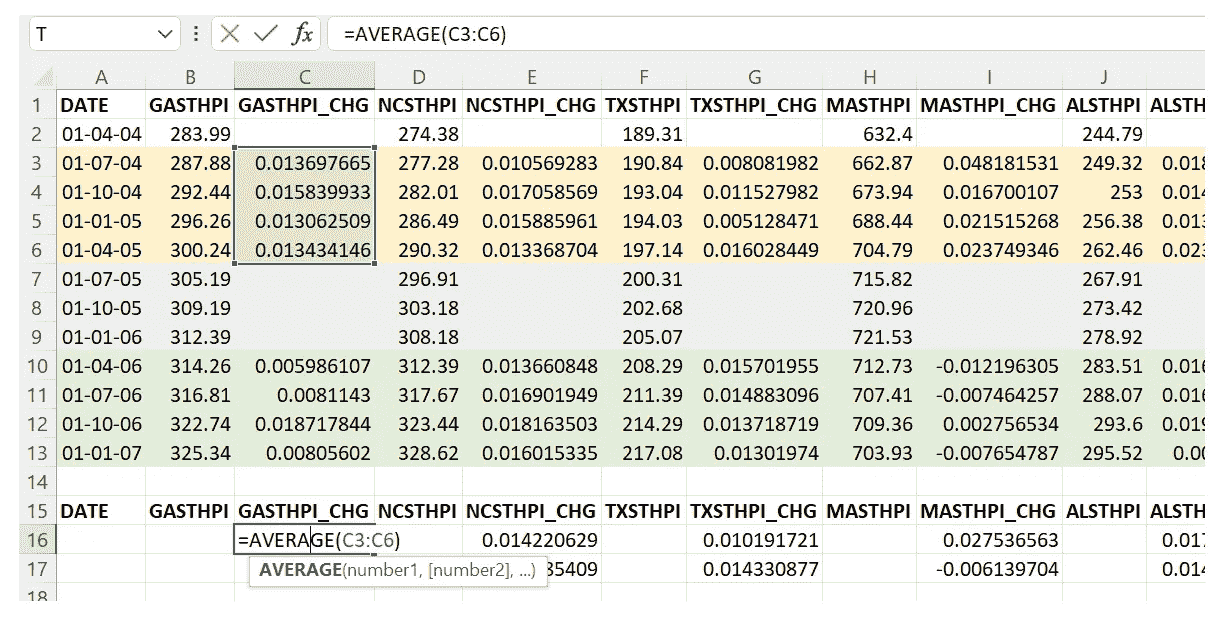 T =AVERAGE(C3:C6)
A B C D E F G H I J
1 DATE GASTHPI GASTHPI_CHG NCSTHPI NCSTHPI_CHG TXSTHPI TXSTHPI_CHG MASTHPI MASTHPI_CHG ALSTHPI ALSTH
2 01-04-04 283.99 274.38 189.31 632.4 244.79
3 01-07-04 287.88 0.013697665 277.28 0.010569283 190.84 0.008081982 662.87 0.048181531 249.32 0.018
4 01-10-04 292.44 0.015839933 282.01 0.017058569 193.04 0.011527982 673.94 0.016700107 253 0.014
5 01-01-05 296.26 0.013062509 286.49 0.015885961 194.03 0.005128471 688.44 0.021515268 256.38 0.013
6 01-04-05 300.24 0.013434146 290.32 0.013368704 197.14 0.016028449 704.79 0.023749346 262.46 0.023
7 01-07-05 305.19 296.91 200.31 715.82 267.91
8 01-10-05 309.19 303.18 202.68 720.96 273.42
9 01-01-06 312.39 308.18 205.07 721.53 278.92
10 01-04-06 314.26 0.005986107 312.39 0.013660848 208.29 0.015701955 712.73 -0.012196305 283.51 0.016
11 01-07-06 316.81 0.0081143 317.67 0.016901949 211.39 0.014883096 707.41 -0.007464257 288.07 0.016
12 01-10-06 322.74 0.018717844 323.44 0.018163503 214.29 0.013718719 709.36 0.002756534 293.6 0.019
13 01-01-07 325.34 0.00805602 328.62 0.016015335 217.08 0.01301974 703.93 -0.007654787 295.52 0.00
14
15 DATE GASTHPI GASTHPI_CHG NCSTHPI NCSTHPI_CHG TXSTHPI TXSTHPI_CHG MASTHPI MASTHPI_CHG ALSTHPI ALSTH
16 =AVERAGE(C3:C6) 0.014220629 0.010191721 0.027536563 0.017
17 AVERAGE(number1, [number2], ...) 85409 0.014330877 -0.006139704 0.014
18